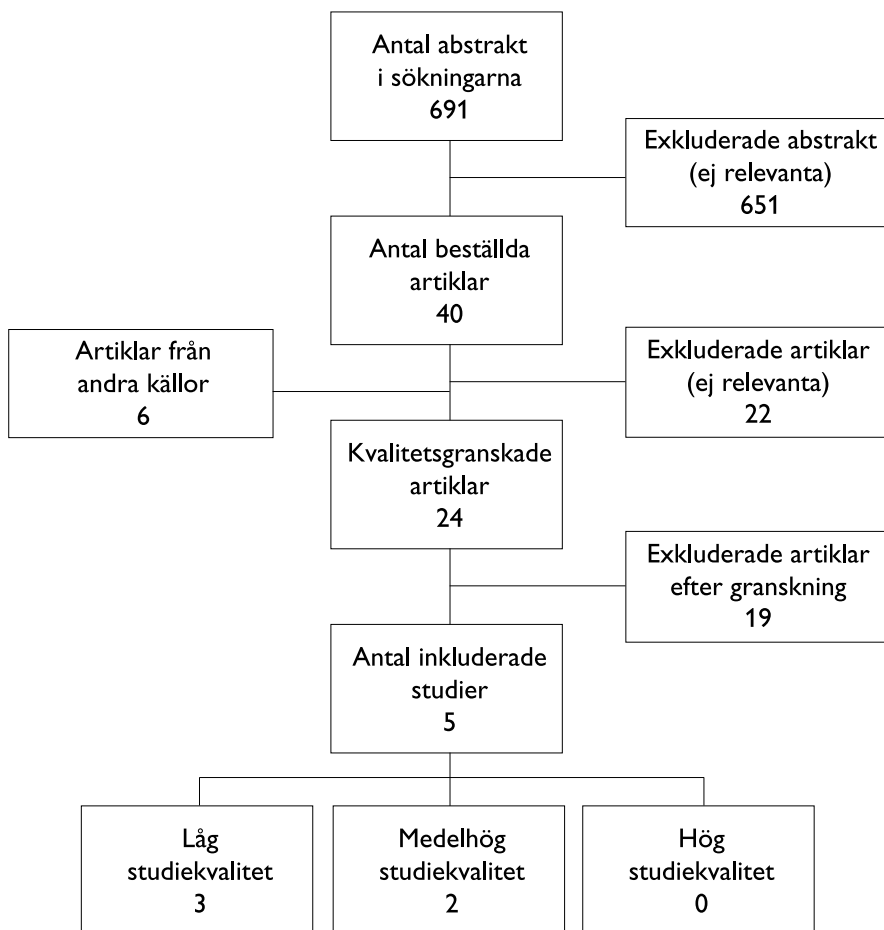 Antal abstrakt
i sökningarna
691
Exkluderade abstrakt
(ej relevanta)
651
Antal beställda
artiklar
40
Artiklar från
andra källor
6
Exkluderade artiklar
(ej relevanta)
22
Kvalitetsgranskade
artiklar
24
Exkluderade artiklar
efter granskning
19
Antal inkluderade
studier
5
Låg
studiekvalitet
3
Medelhög
studiekvalitet
2
Hög
studiekvalitet
0